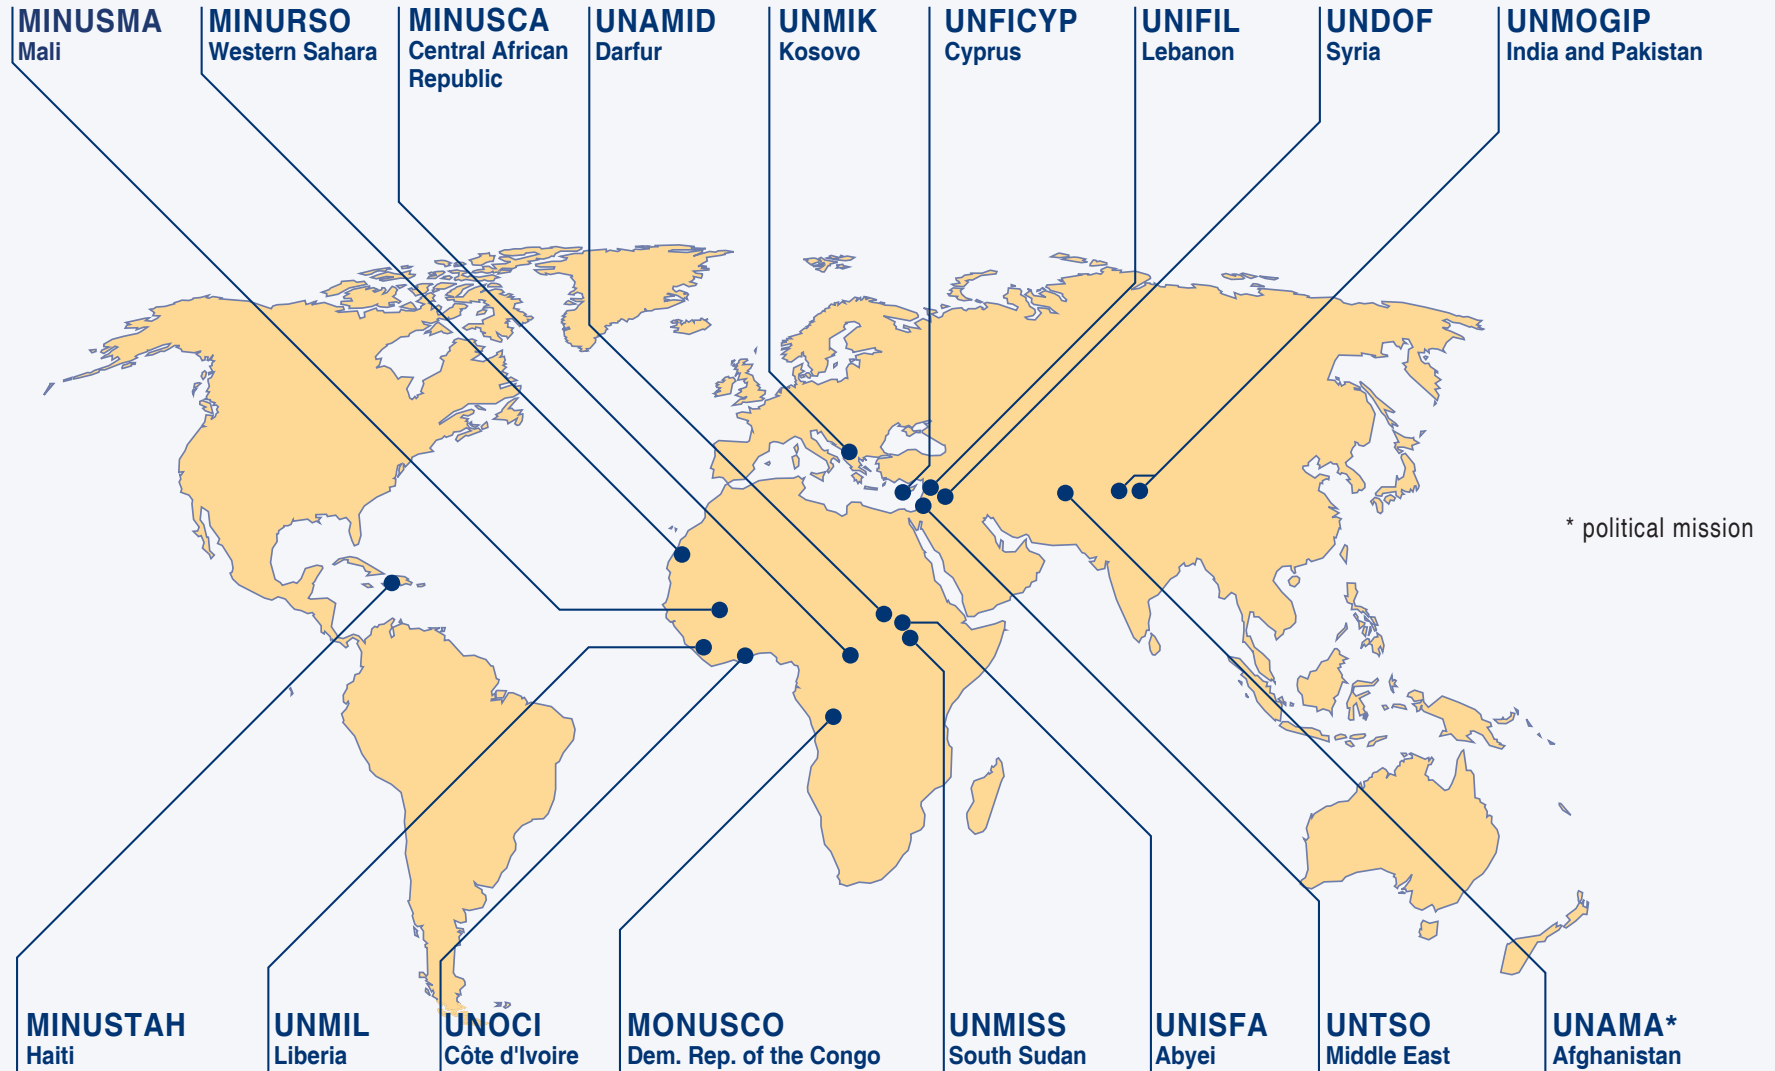 MINUSMA
Mali
MINURSO
Western Sahara
MINUSCA
Central African
Republic
UNAMID
Darfur
UNMIK
Kosovo
UNFICYP
Cyprus
UNIFIL
Lebanon
UNDOF
Syria
UNMOGIP
India and Pakistan
* political mission
MINUSTAH
Haiti
UNMIL
Liberia
UNOCI
Côte d'Ivoire
MONUSCO
Dem. Rep. of the Congo
UNMISS
South Sudan
UNISFA
Abyei
UNTSO
Middle East
UNAMA*
Afghanistan